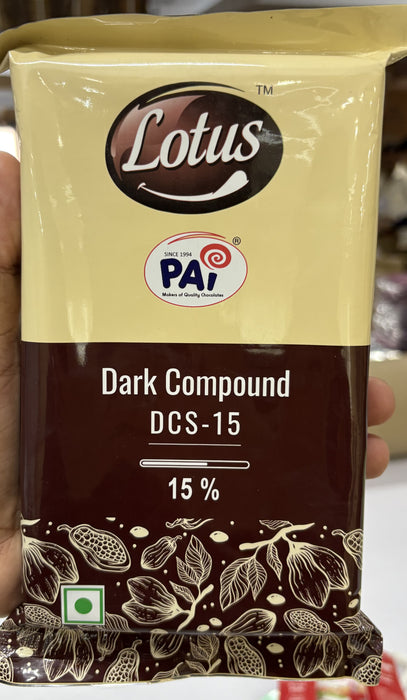 Lotus TM
SINCE 1994
PAi ®
Makers of Quality Chocolates
Dark Compound
DCS-15
15 %